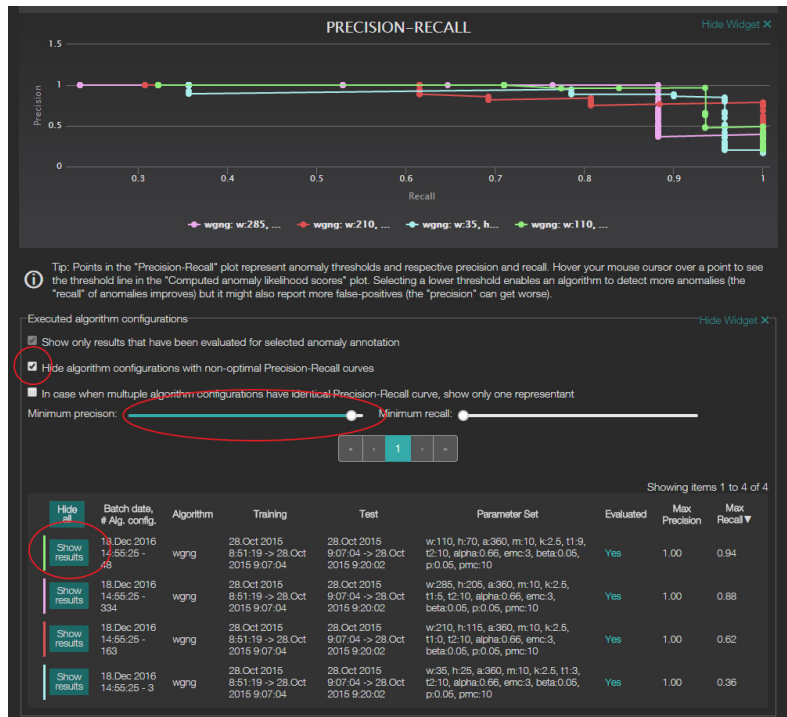 PRECISION-RECALL
Hide Widget ✕
1.5
1
0.5
0
Precision
0.3 0.4 0.5 0.6 0.7 0.8 0.9 1
Recall
wgng: w:285, ... wgng: w:210, ... wgng: w:35, h... wgng: w:110, ...
Tip: Points in the "Precision-Recall" plot represent anomaly thresholds and respective precision and recall. Hover your mouse cursor over a point to see
the threshold line in the "Computed anomaly likelihood scores" plot. Selecting a lower threshold enables an algorithm to detect more anomalies (the
"recall" of anomalies improves) but it might also report more false-positives (the "precision" can get worse).
Executed algorithm configurations
Hide Widget ✕
Show only results that have been evaluated for selected anomaly annotation
Hide algorithm configurations with non-optimal Precision-Recall curves
In case when multiple algorithm configurations have identical Precision-Recall curve, show only one representant
Minimum precison: Minimum recall:
« ‹ 1 › »
Showing items 1 to 4 of 4
Hide all
Batch date, # Alg. config.
Algorithm
Training
Test
Parameter Set
Evaluated
Max Precision
Max Recall▼
Show results
18.Dec 2016
14:55:25 -
48
wgng
28.Oct 2015
8:51:19 -> 28.Oct
2015 9:07:04
28.Oct 2015
9:07:04 -> 28.Oct
2015 9:20:02
w:110, h:70, a:360, m:10, k:2.5, t1:9,
t2:10, alpha:0.66, emc:3, beta:0.05,
p:0.05, pmc:10
Yes
1.00
0.94
Show results
18.Dec 2016
14:55:25 -
334
wgng
28.Oct 2015
8:51:19 -> 28.Oct
2015 9:07:04
28.Oct 2015
9:07:04 -> 28.Oct
2015 9:20:02
w:285, h:205, a:360, m:10, k:2.5,
t1:5, t2:10, alpha:0.66, emc:3,
beta:0.05, p:0.05, pmc:10
Yes
1.00
0.88
Show results
18.Dec 2016
14:55:25 -
163
wgng
28.Oct 2015
8:51:19 -> 28.Oct
2015 9:07:04
28.Oct 2015
9:07:04 -> 28.Oct
2015 9:20:02
w:210, h:115, a:360, m:10, k:2.5,
t1:0, t2:10, alpha:0.66, emc:3,
beta:0.05, p:0.05, pmc:10
Yes
1.00
0.62
Show results
18.Dec 2016
14:55:25 - 3
wgng
28.Oct 2015
8:51:19 -> 28.Oct
2015 9:07:04
28.Oct 2015
9:07:04 -> 28.Oct
2015 9:20:02
w:35, h:25, a:360, m:10, k:2.5, t1:3,
t2:10, alpha:0.66, emc:3, beta:0.05,
p:0.05, pmc:10
Yes
1.00
0.36